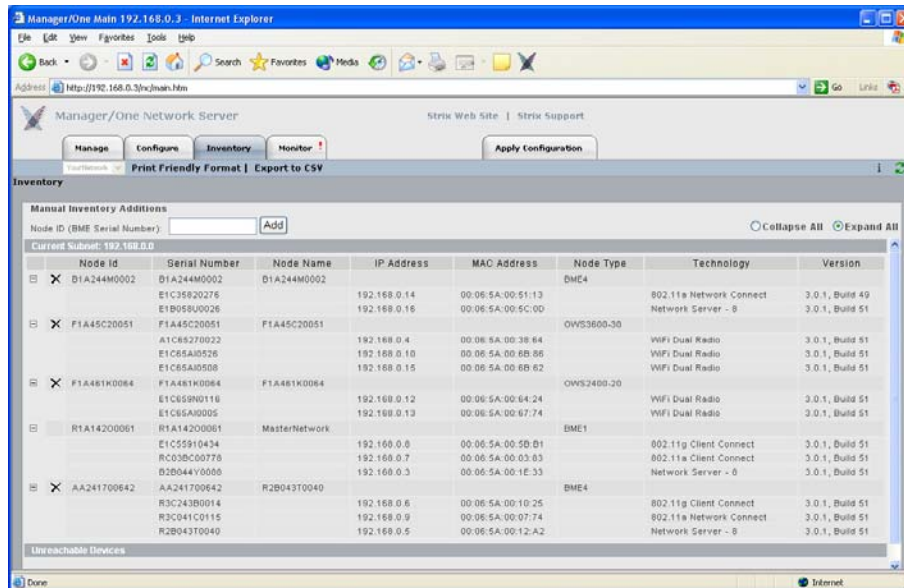 Manager/One Main 192.168.0.3 - Internet Explorer
File Edit View Favorites Tools Help
Back Search Favorites Media
Address http://192.168.0.3/nc/main.htm Go Links
Manager/One Network Server Strix Web Site | Strix Support
Manage Configure Inventory Monitor ! Apply Configuration
YourNetwork Print Friendly Format | Export to CSV i
Inventory
Manual Inventory Additions
Node ID (BME Serial Number): Add Collapse All Expand All
Current Subnet: 192.168.0.0
Node Id Serial Number Node Name IP Address MAC Address Node Type Technology Version
B1A244M0002 B1A244M0002 B1A244M0002 BME4
E1C35820276 192.168.0.14 00:06:5A:00:51:13 802.11a Network Connect 3.0.1, Build 49
E1B058U0026 192.168.0.16 00:06:5A:00:5C:0D Network Server - 8 3.0.1, Build 51
F1A45C20051 F1A45C20051 F1A45C20051 OWS3600-30
A1C65270022 192.168.0.4 00:06:5A:00:38:64 WiFi Dual Radio 3.0.1, Build 51
E1C65AI0526 192.168.0.10 00:06:5A:00:6B:86 WiFi Dual Radio 3.0.1, Build 51
E1C65AI0508 192.168.0.15 00:06:5A:00:6B:62 WiFi Dual Radio 3.0.1, Build 51
F1A461K0064 F1A461K0064 F1A461K0064 OWS2400-20
E1C659N0116 192.168.0.12 00:06:5A:00:64:24 WiFi Dual Radio 3.0.1, Build 51
E1C65AI0005 192.168.0.13 00:06:5A:00:67:74 WiFi Dual Radio 3.0.1, Build 51
R1A14200061 R1A14200061 MasterNetwork BME1
E1C55910434 192.168.0.8 00:06:5A:00:5B:B1 802.11g Client Connect 3.0.1, Build 51
RC03BC00778 192.168.0.7 00:06:5A:00:03:83 802.11a Client Connect 3.0.1, Build 51
B2B044Y0088 192.168.0.3 00:06:5A:00:1E:33 Network Server - 8 3.0.1, Build 51
AA241700642 AA241700642 R2B043T0040 BME4
R3C243B0014 192.168.0.6 00:06:5A:00:10:25 802.11g Client Connect 3.0.1, Build 51
R3C041C0115 192.168.0.9 00:06:5A:00:07:74 802.11a Network Connect 3.0.1, Build 51
R2B043T0040 192.168.0.5 00:06:5A:00:12:A2 Network Server - 8 3.0.1, Build 51
Unreachable Devices
Done Internet